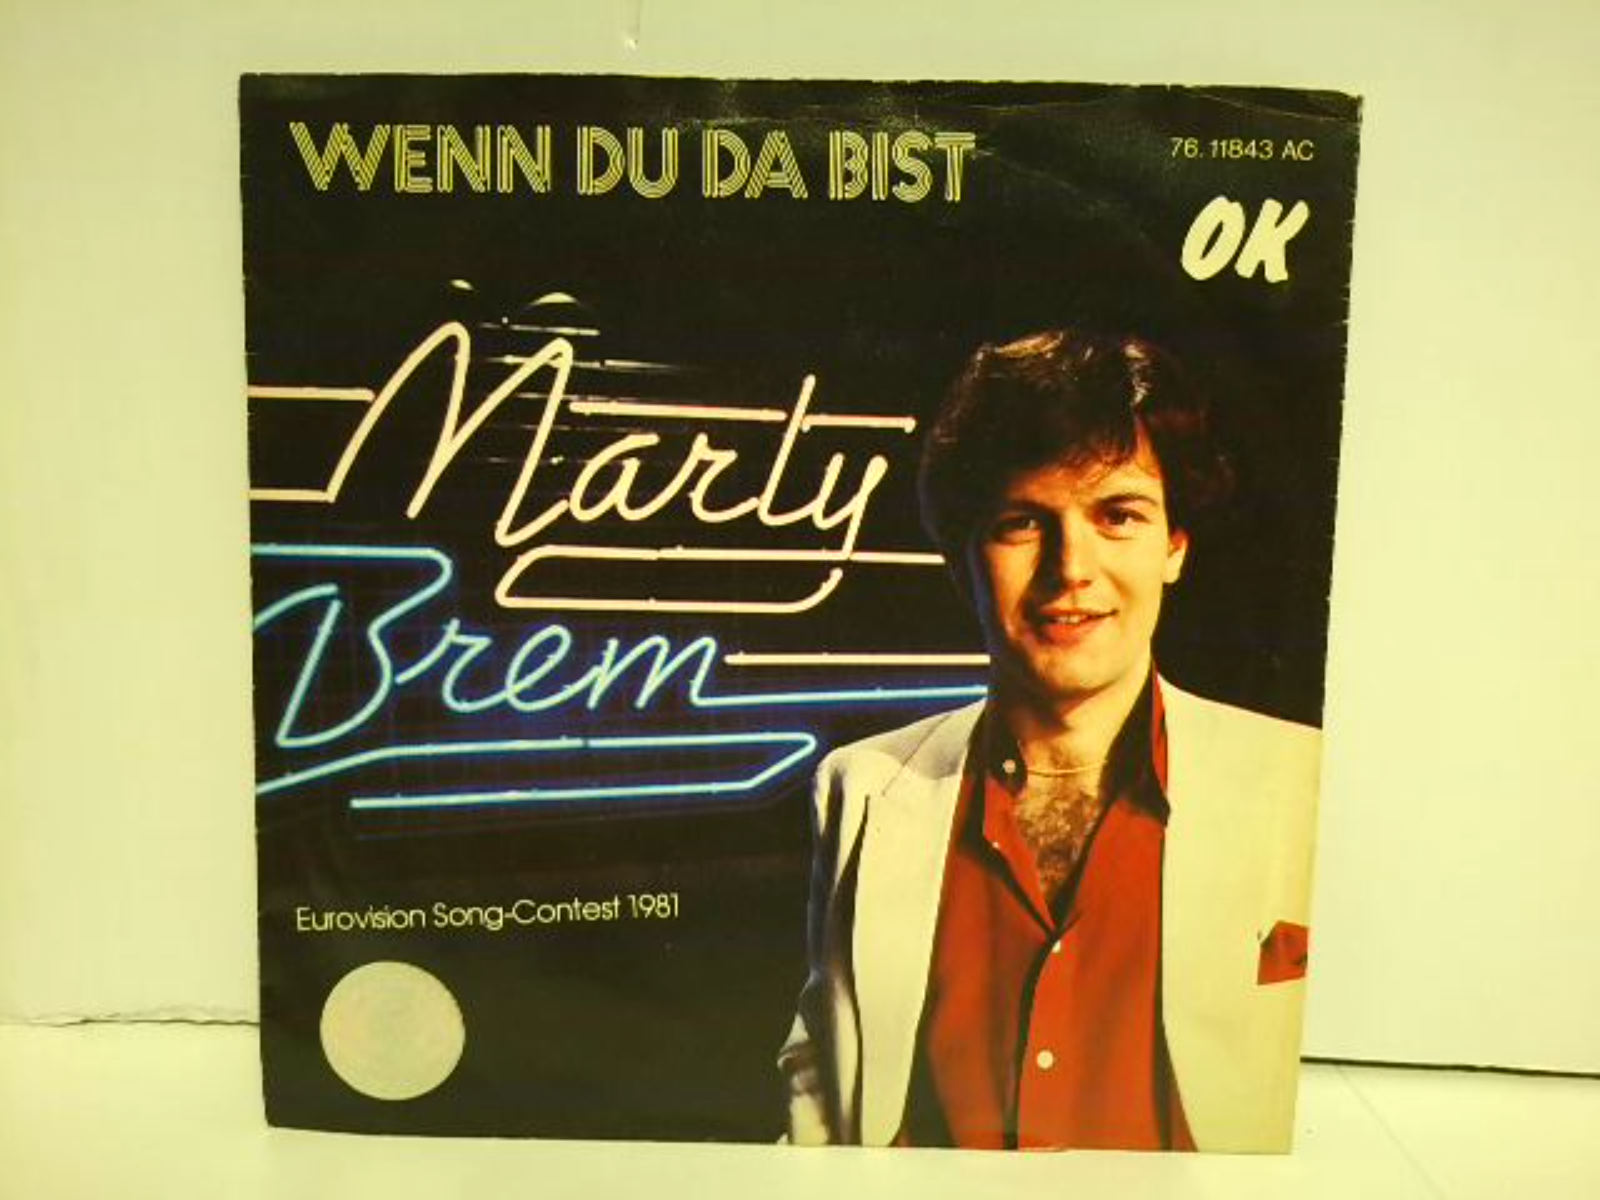 WENN DU DA BIST
76.11843 AC
OK
Marty
Brem
Eurovision Song-Contest 1981